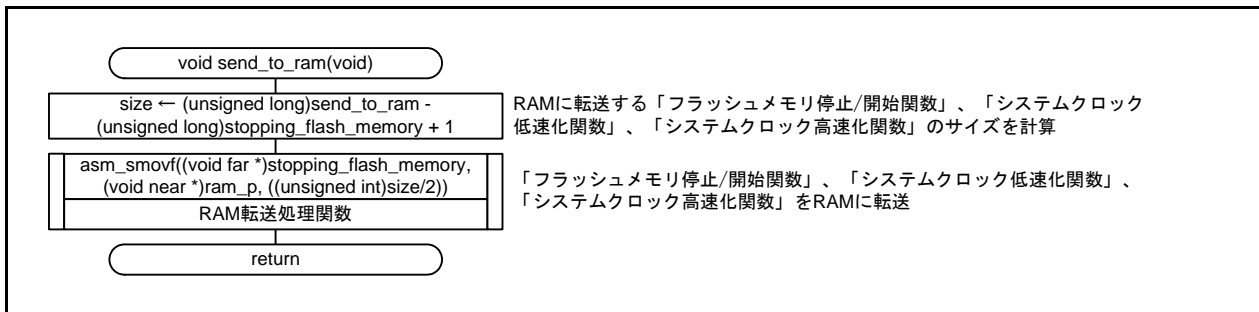 void send_to_ram(void)
size ← (unsigned long)send_to_ram -
(unsigned long)stopping_flash_memory + 1
RAMに転送する「フラッシュメモリ停止/開始関数」、「システムクロック
低速化関数」、「システムクロック高速化関数」のサイズを計算
asm_smovf((void far *)stopping_flash_memory,
(void near *)ram_p, ((unsigned int)size/2))
RAM転送処理関数
「フラッシュメモリ停止/開始関数」、「システムクロック低速化関数」、
「システムクロック高速化関数」をRAMに転送
return